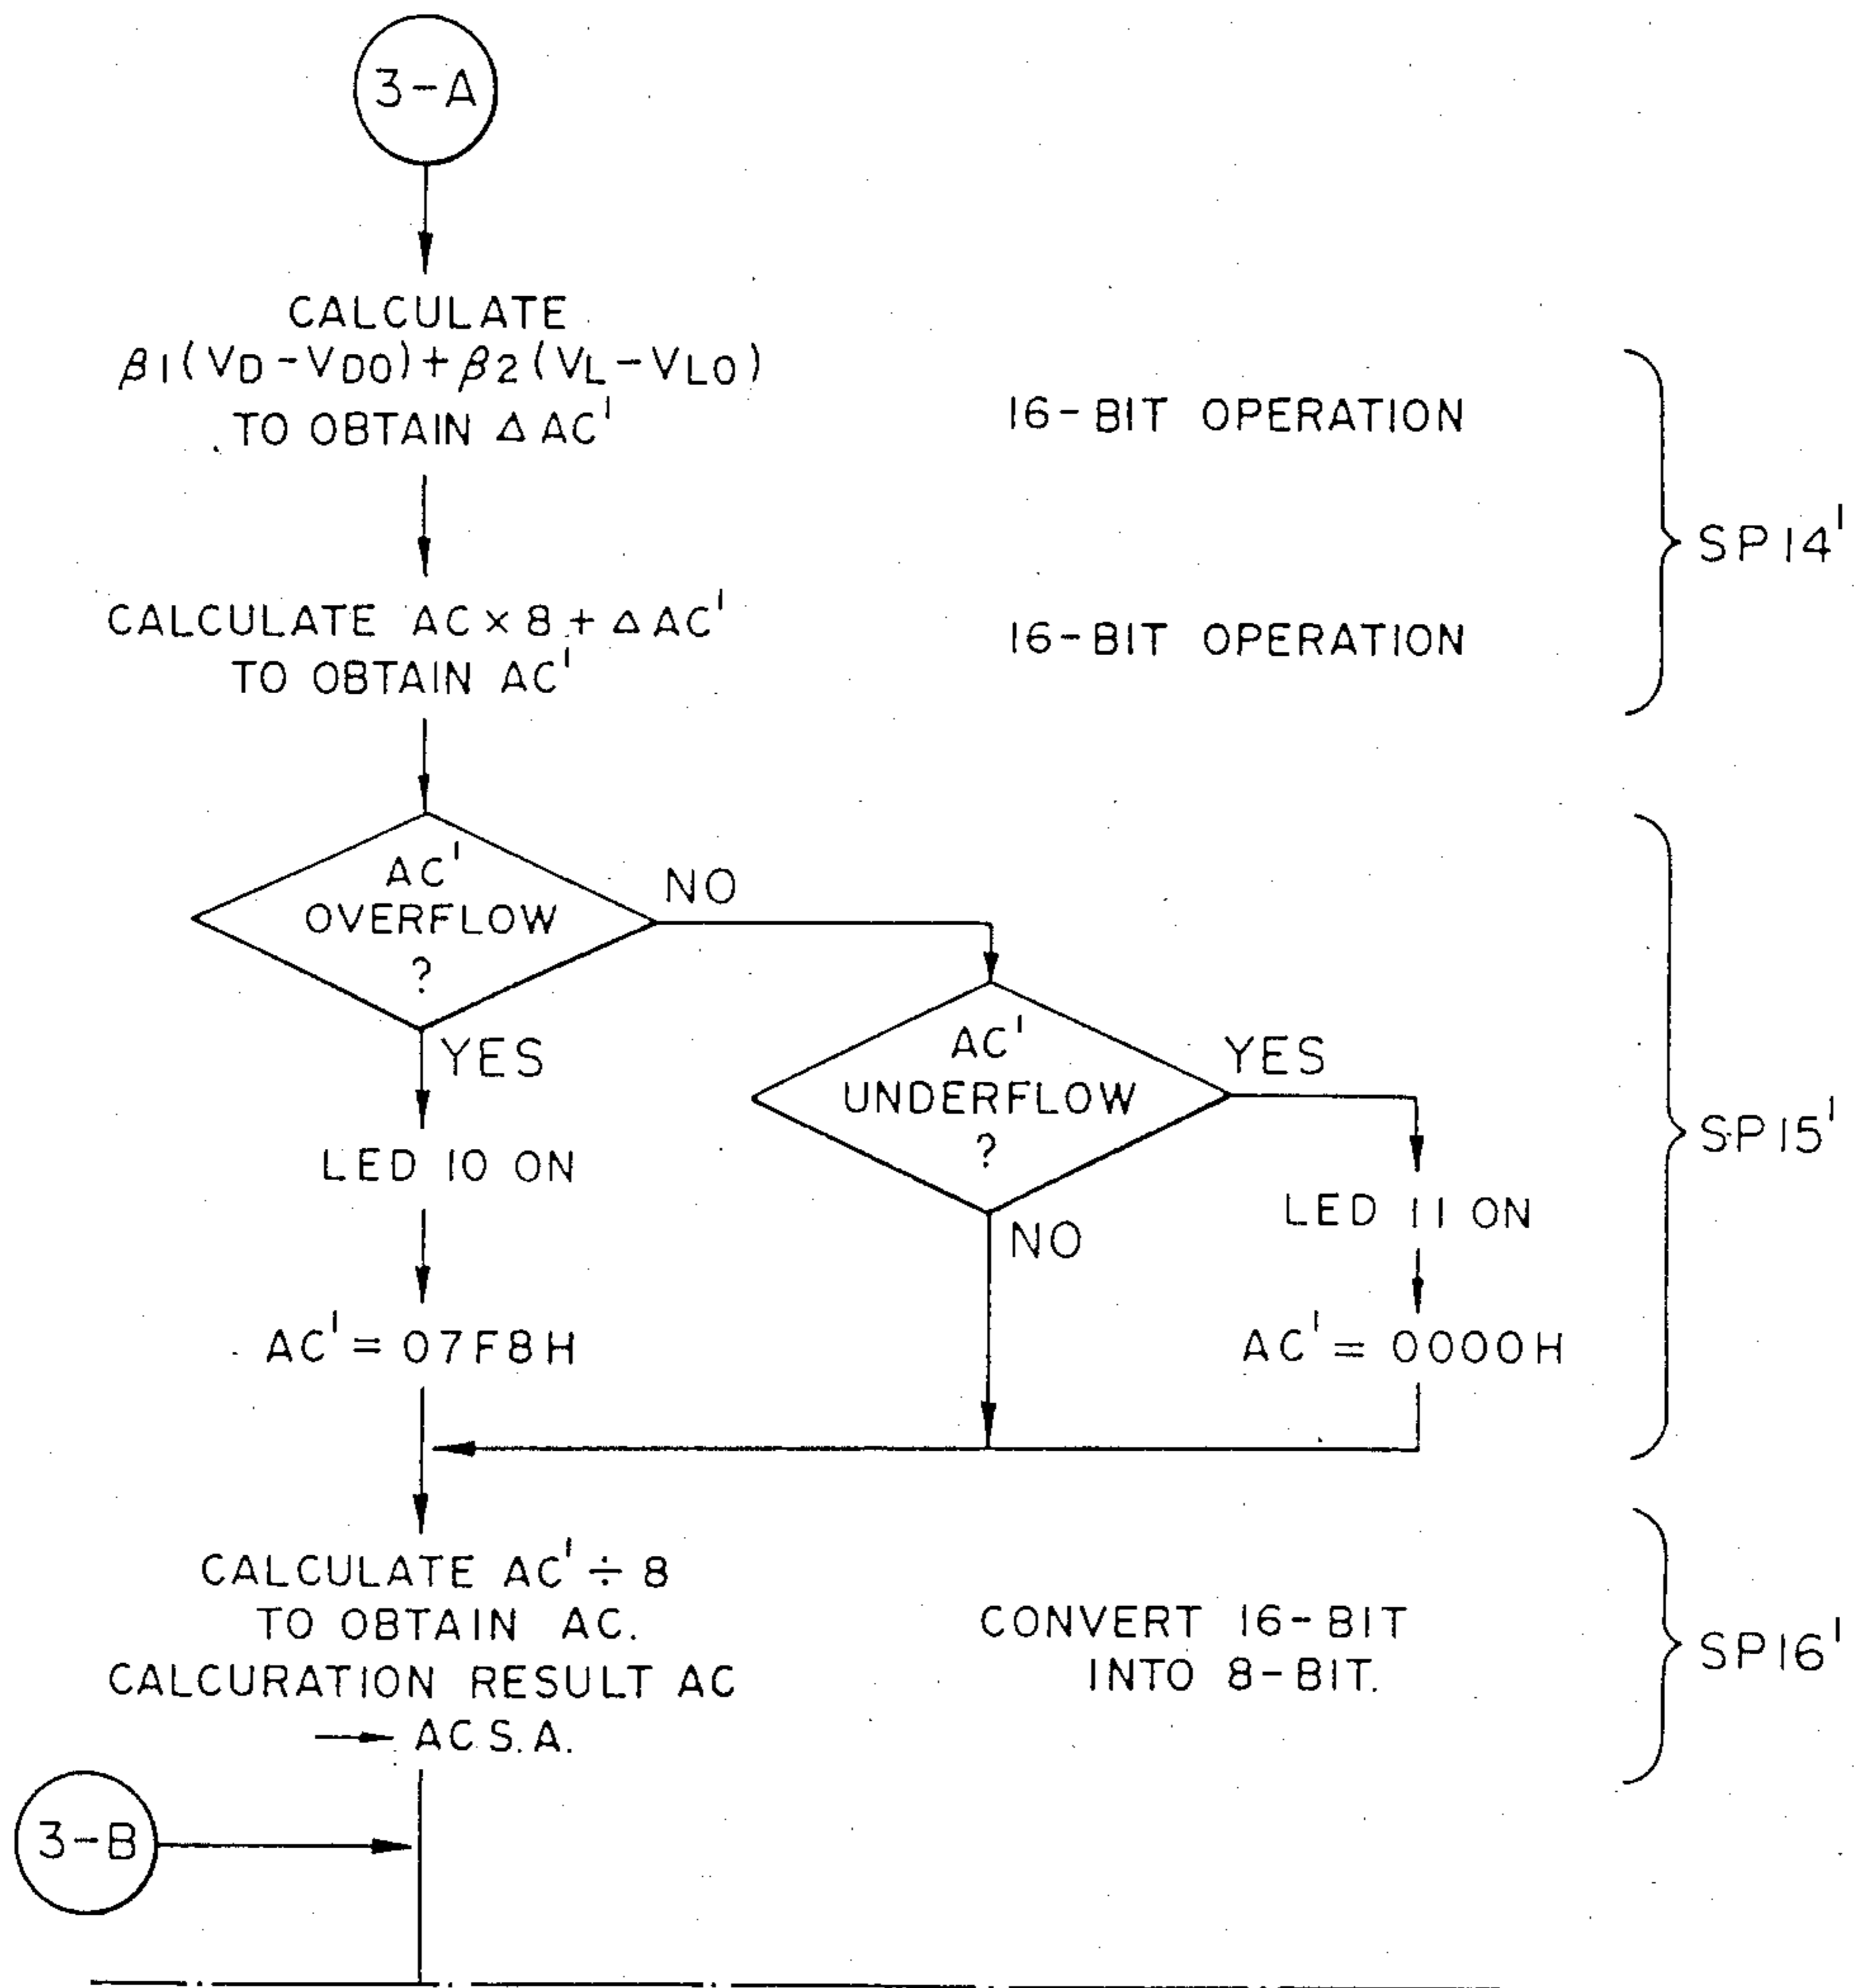 3-A
CALCULATE
β1(VD-VDO)+β2(VL-VLO)
TO OBTAIN Δ AC'
16-BIT OPERATION
SP14'
CALCULATE AC×8+ΔAC'
TO OBTAIN AC'
16-BIT OPERATION
AC'
OVERFLOW
?
NO
YES
AC'
UNDERFLOW
?
YES
NO
SP15'
LED 10 ON
LED 11 ON
AC'=07F8H
AC'=0000H
CALCULATE AC'÷8
TO OBTAIN AC.
CALCURATION RESULT AC
→ AC S.A.
CONVERT 16-BIT
INTO 8-BIT.
SP16'
3-B